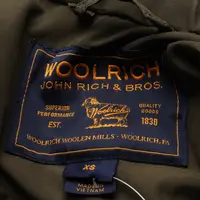 WOOLRICH
JOHN RICH & BROS.
SUPERIOR PERFORMANCE
Woolrich
QUALITY GOODS
EST.
1830
WOOLRICH WOOLEN MILLS · WOOLRICH, PA
XS
MADE IN
VIETNAM